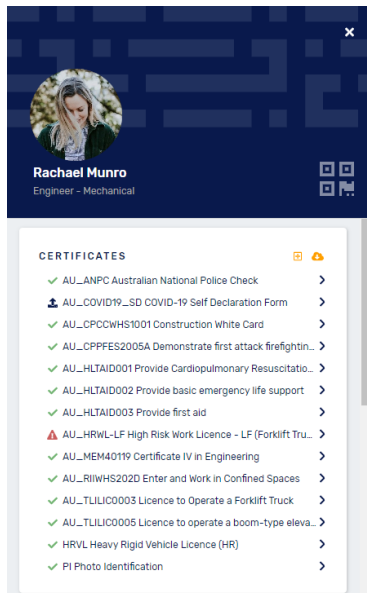 Rachael Munro
Engineer - Mechanical
CERTIFICATES
AU_ANPC Australian National Police Check
AU_COVID19_SD COVID-19 Self Declaration Form
AU_CPCCWHS1001 Construction White Card
AU_CPPFES2005A Demonstrate first attack firefightin...
AU_HLTAID001 Provide Cardiopulmonary Resuscitatio...
AU_HLTAID002 Provide basic emergency life support
AU_HLTAID003 Provide first aid
AU_HRWL-LF High Risk Work Licence - LF (Forklift Tru...
AU_MEM40119 Certificate IV in Engineering
AU_RIIWHS202D Enter and Work in Confined Spaces
AU_TLILIC0003 Licence to Operate a Forklift Truck
AU_TLILIC0005 Licence to operate a boom-type eleva...
HRVL Heavy Rigid Vehicle Licence (HR)
PI Photo Identification